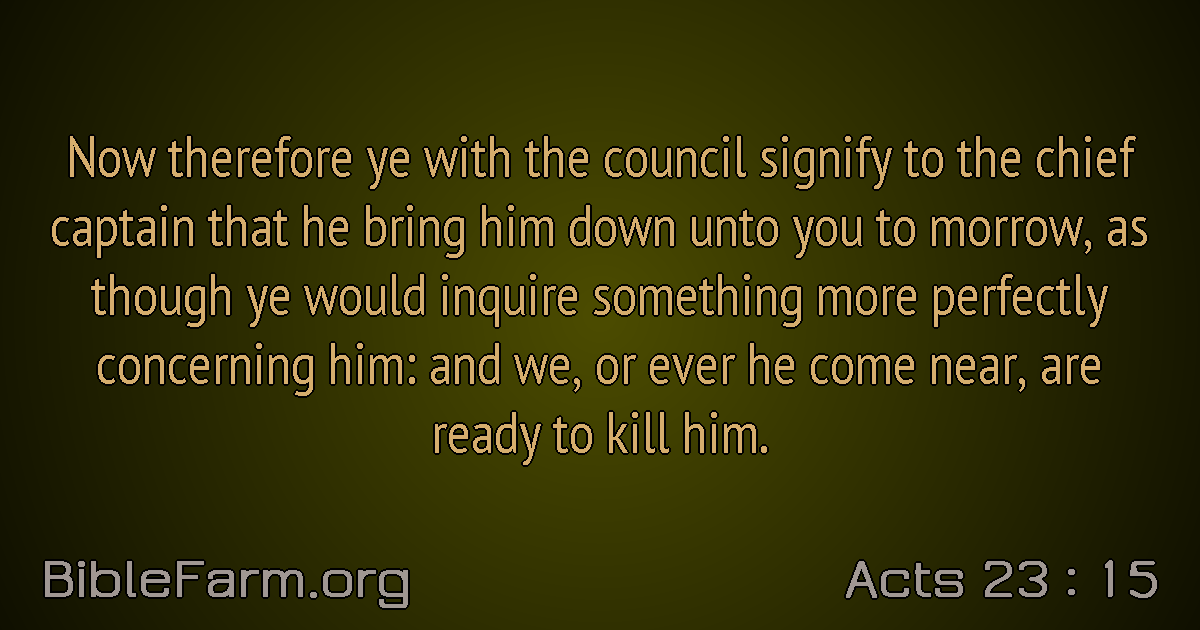 Now therefore ye with the council signify to the chief
captain that he bring him down unto you to morrow, as
though ye would inquire something more perfectly
concerning him: and we, or ever he come near, are
ready to kill him.
BibleFarm.org
Acts 23 : 15